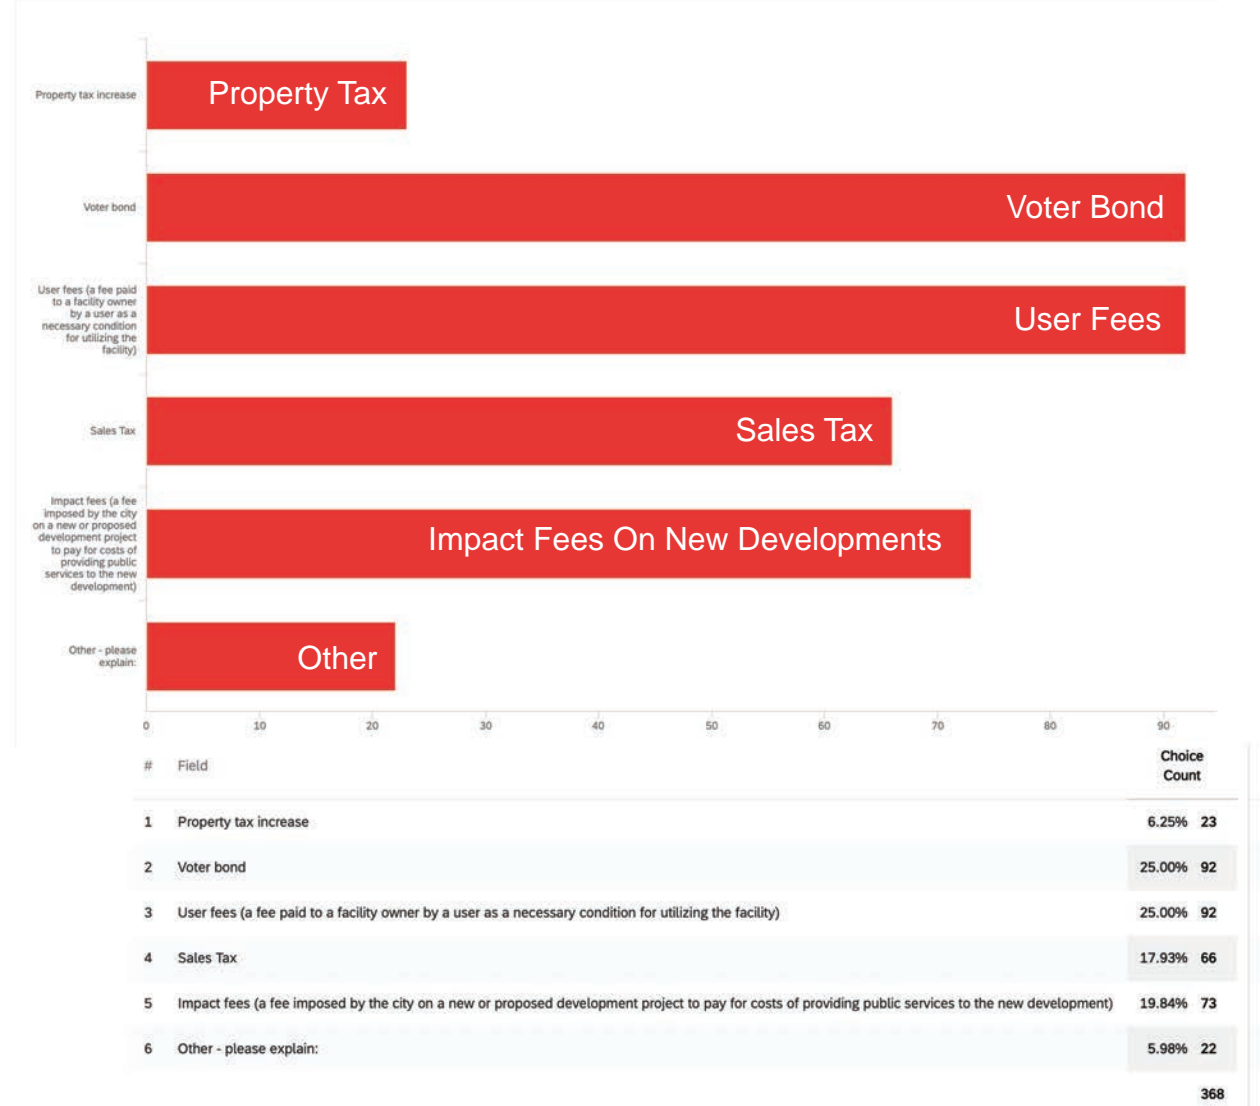 Property tax increase
Property Tax
Voter bond
Voter Bond
User fees (a fee paid
to a facility owner
by a user as a
necessary condition
for utilizing the
facility)
User Fees
Sales Tax
Sales Tax
Impact fees (a fee
imposed by the city
on a new or proposed
development project
to pay for costs of
providing public
services to the new
development)
Impact Fees On New Developments
Other - please
explain:
Other
0 10 20 30 40 50 60 70 80 90
# Field Choice
Count
1 Property tax increase 6.25% 23
2 Voter bond 25.00% 92
3 User fees (a fee paid to a facility owner by a user as a necessary condition for utilizing the facility) 25.00% 92
4 Sales Tax 17.93% 66
5 Impact fees (a fee imposed by the city on a new or proposed development project to pay for costs of providing public services to the new development) 19.84% 73
6 Other - please explain: 5.98% 22
368